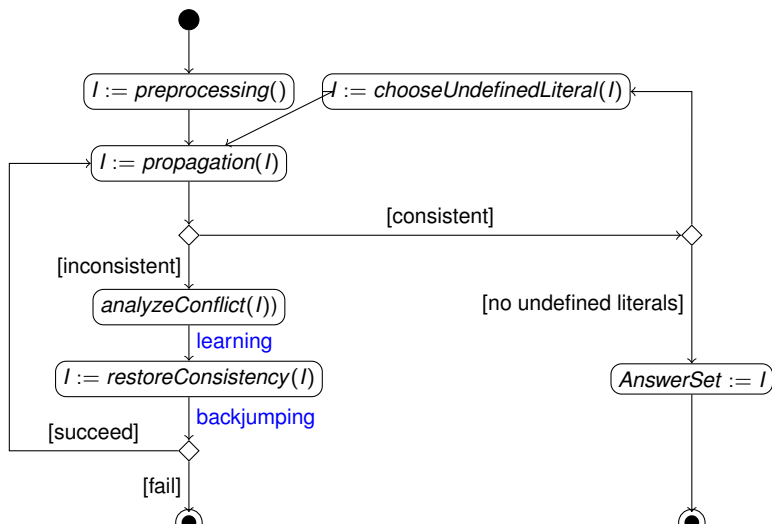 I := preprocessing()
I := chooseUndefinedLiteral(I)
I := propagation(I)
[consistent]
[inconsistent]
analyzeConflict(I))
[no undefined literals]
learning
I := restoreConsistency(I)
AnswerSet := I
backjumping
[succeed]
[fail]